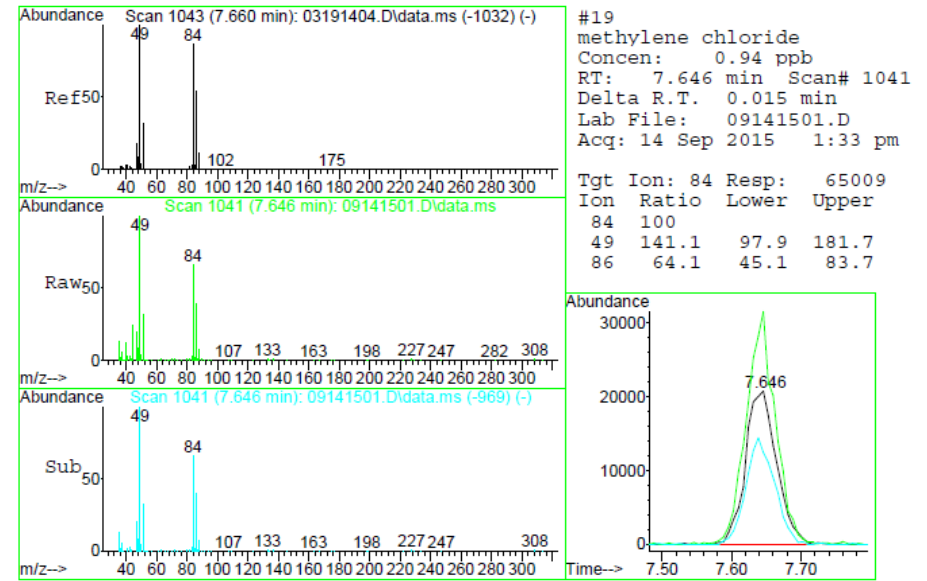 Abundance Scan 1043 (7.660 min): 03191404.D\data.ms (-1032) (-)
49 84
Ref 50
102 175
0
m/z--> 40 60 80 100 120 140 160 180 200 220 240 260 280 300
Abundance Scan 1041 (7.646 min): 09141501.D\data.ms
49
84
Raw 50
107 133 163 198 227 247 282 308
0
m/z--> 40 60 80 100 120 140 160 180 200 220 240 260 280 300
Abundance Scan 1041 (7.646 min): 09141501.D\data.ms (-969) (-)
49
84
Sub 50
107 133 163 198 227 247 308
0
m/z--> 40 60 80 100 120 140 160 180 200 220 240 260 280 300
#19
methylene chloride
Concen: 0.94 ppb
RT: 7.646 min Scan# 1041
Delta R.T. 0.015 min
Lab File: 09141501.D
Acq: 14 Sep 2015 1:33 pm
Tgt Ion: 84 Resp: 65009
Ion Ratio Lower Upper
84 100
49 141.1 97.9 181.7
86 64.1 45.1 83.7
Abundance
30000
7.646
20000
10000
0
Time--> 7.50 7.60 7.70